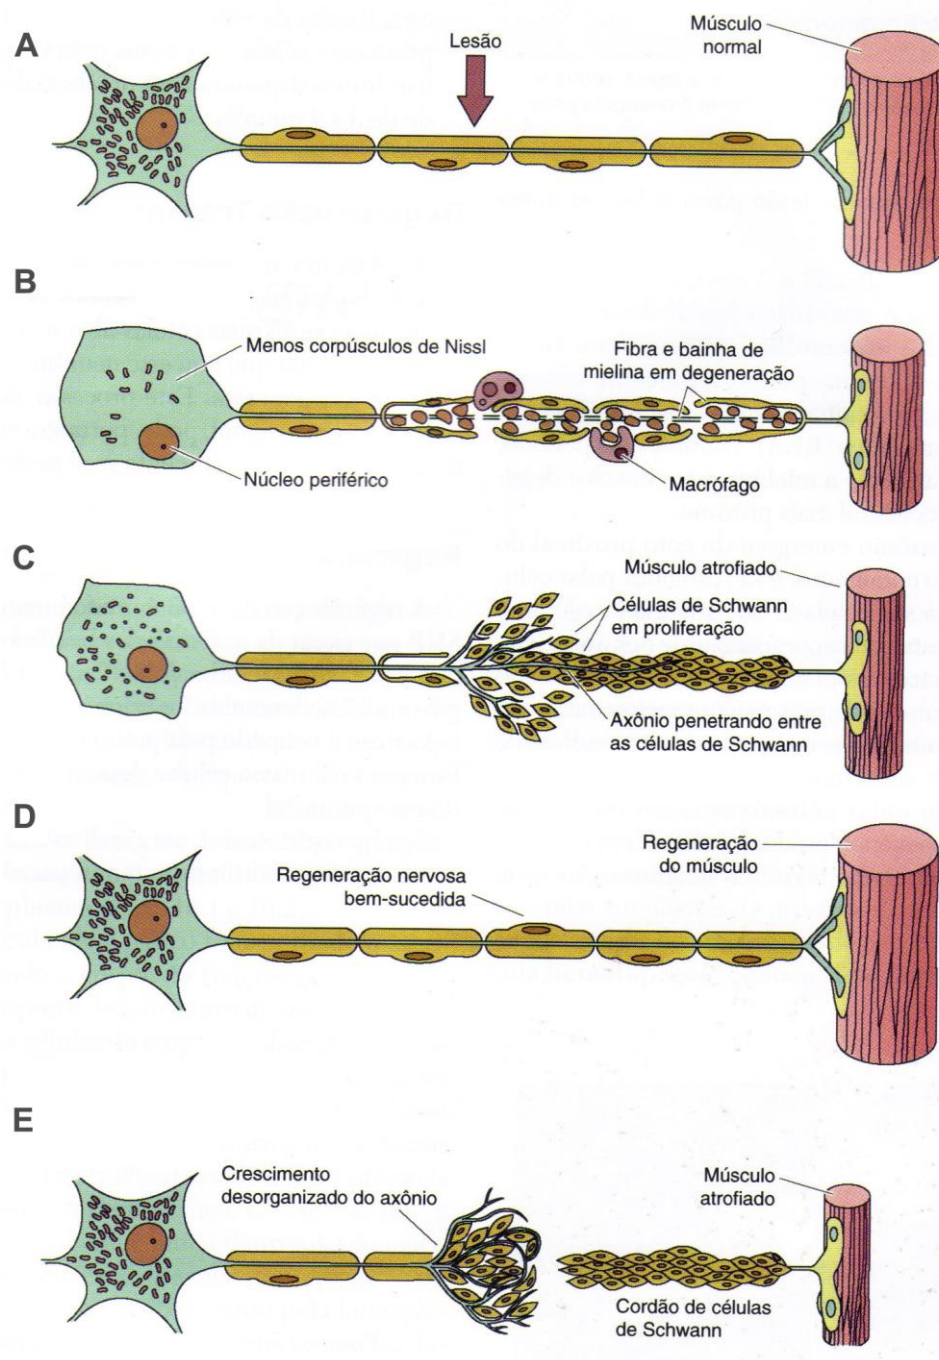 A
Lesão
Músculo
normal
B
Menos corpúsculos de Nissl
Núcleo periférico
Fibra e bainha de
mielina em degeneração
Macrófago
C
Músculo atrofiado
Células de Schwann
em proliferação
Axônio penetrando entre
as células de Schwann
D
Regeneração nervosa
bem-sucedida
Regeneração
do músculo
E
Crescimento
desorganizado do axônio
Músculo
atrofiado
Cordão de células
de Schwann